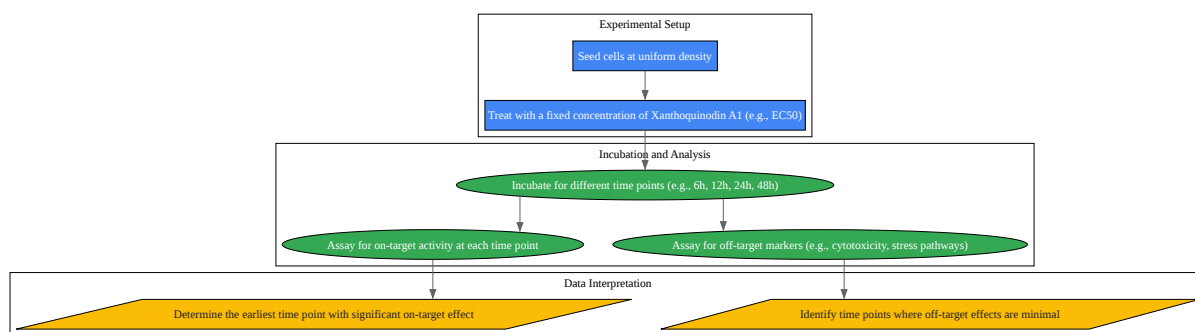 Experimental Setup
Seed cells at uniform density
Treat with a fixed concentration of Xanthoquinodin A1 (e.g., EC50)
Incubation and Analysis
Incubate for different time points (e.g., 6h, 12h, 24h, 48h)
Assay for on-target activity at each time point
Assay for off-target markers (e.g., cytotoxicity, stress pathways)
Data Interpretation
Determine the earliest time point with significant on-target effect
Identify time points where off-target effects are minimal